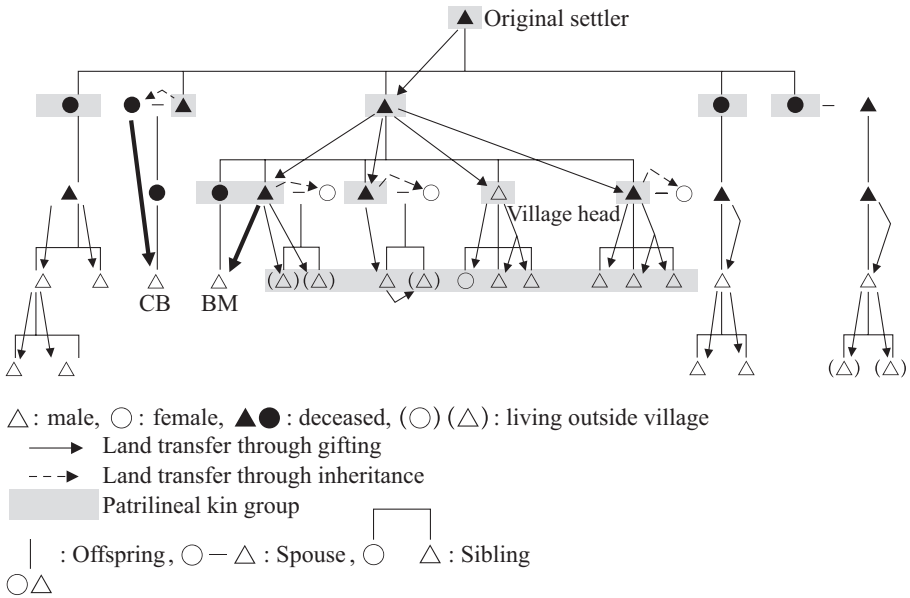 Original settler
Village head
CB
BM
: male, : female, : deceased, ( ) ( ) : living outside village
Land transfer through gifting
Land transfer through inheritance
Patrilineal kin group
: Offspring, – : Spouse, : Sibling